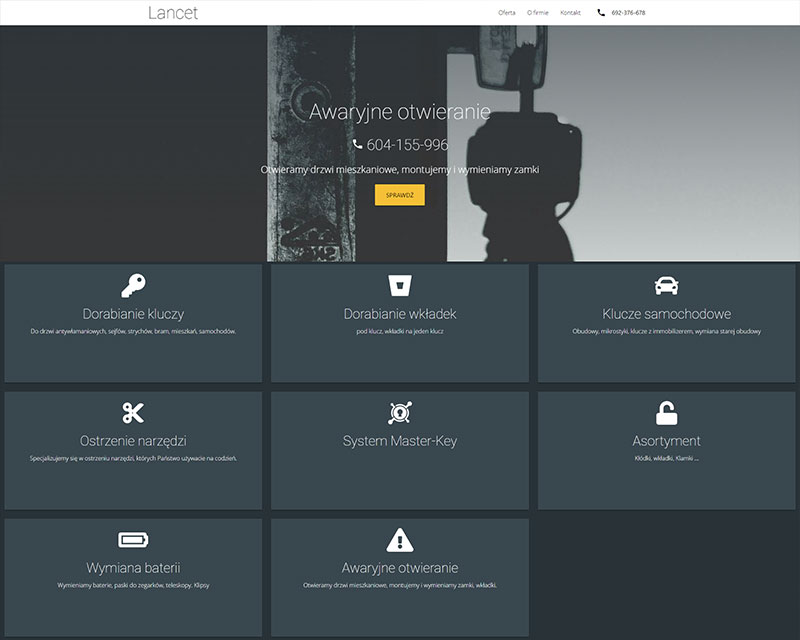 Lancet
Oferta O firmie Kontakt 692-376-678
Awaryjne otwieranie
604-155-996
Otwieramy drzwi mieszkaniowe, montujemy i wymieniamy zamki
SPRAWDŹ
Dorabianie kluczy
Do drzwi antywłamaniowych, sejfów, strychów, bram, mieszkań, samochodów.
Dorabianie wkładek
pod klucz, wkładki na jeden klucz
Klucze samochodowe
Obudowy, mikrostyki, klucze z immobilizerem, wymiana starej obudowy
Ostrzenie narzędzi
Specjalizujemy się w ostrzeniu narzędzi, których Państwo używacie na codzień.
System Master-Key
Asortyment
Kłódki, wkładki, Klamki ...
Wymiana baterii
Wymieniamy baterie, paski do zegarków, teleskopy. Klipsy
Awaryjne otwieranie
Otwieramy drzwi mieszkaniowe, montujemy i wymieniamy zamki, wkładki.